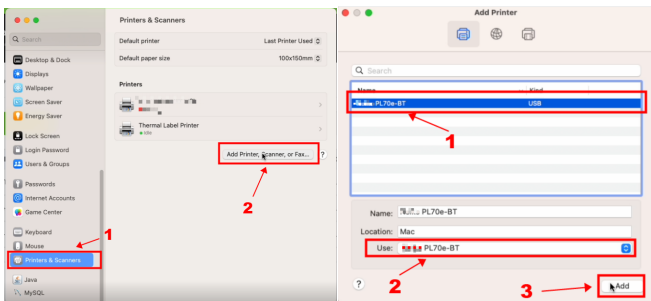 Printers & Scanners
Search
Default printer
Last Printer Used
Default paper size
100x150mm
Desktop & Dock
Displays
Wallpaper
Screen Saver
Energy Saver
Lock Screen
Login Password
Users & Groups
Passwords
Internet Accounts
Game Center
Keyboard
Mouse
Printers & Scanners
Java
MySQL
Printers
Thermal Label Printer
Idle
Add Printer, Scanner, or Fax...
?
1
2
Add Printer
Search
Name
Kind
PL70e-BT
USB
1
Name:
PL70e-BT
Location:
Mac
Use:
PL70e-BT
2
?
3
Add